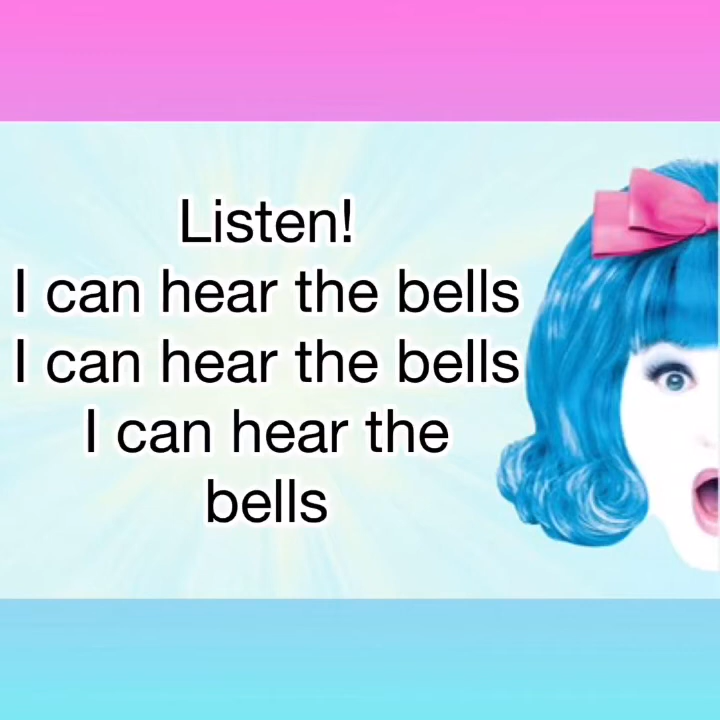 Listen!
I can hear the bells
I can hear the bells
I can hear the
bells